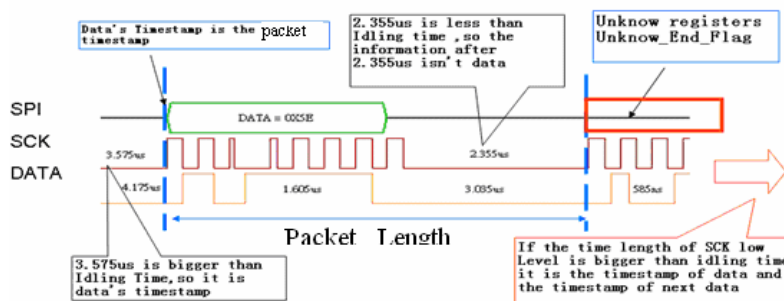 Data's Timestamp is the packet
timestamp
2.355us is less than
Idling time ,so the
information after
2.355us isn't data
Unknow registers
Unknow_End_Flag
SPI
DATA = 0X5E
SCK
3.575us
2.355us
DATA
4.175us
1.605us
3.035us
585ns
Packet Length
3.575us is bigger than
Idling Time,so it is
data's timestamp
If the time length of SCK low
Level is bigger than idling time
it is the timestamp of data and
the timestamp of next data